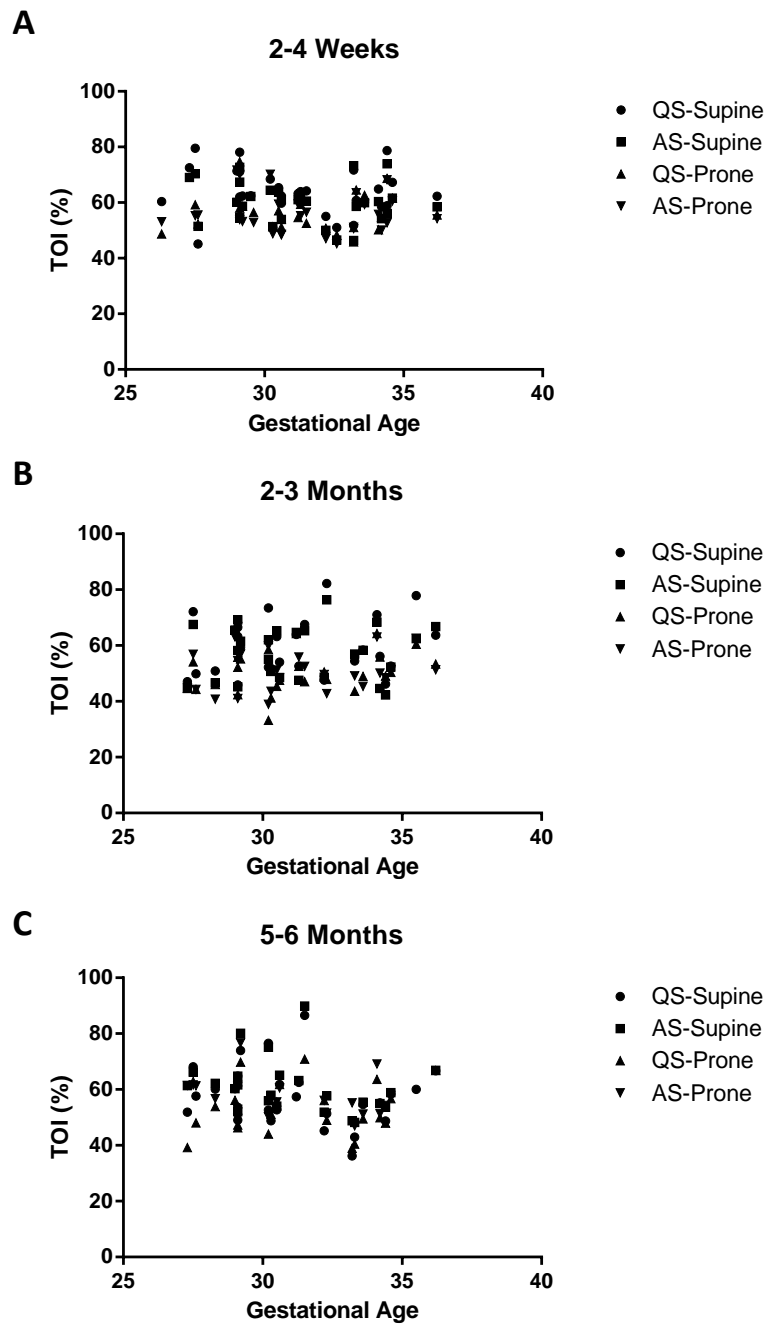 A
2-4 Weeks
100
80
60
40
20
0
TOI (%)
25
30
35
40
Gestational Age
QS-Supine
AS-Supine
QS-Prone
AS-Prone
B
2-3 Months
100
80
60
40
20
0
TOI (%)
25
30
35
40
Gestational Age
QS-Supine
AS-Supine
QS-Prone
AS-Prone
C
5-6 Months
100
80
60
40
20
0
TOI (%)
25
30
35
40
Gestational Age
QS-Supine
AS-Supine
QS-Prone
AS-Prone